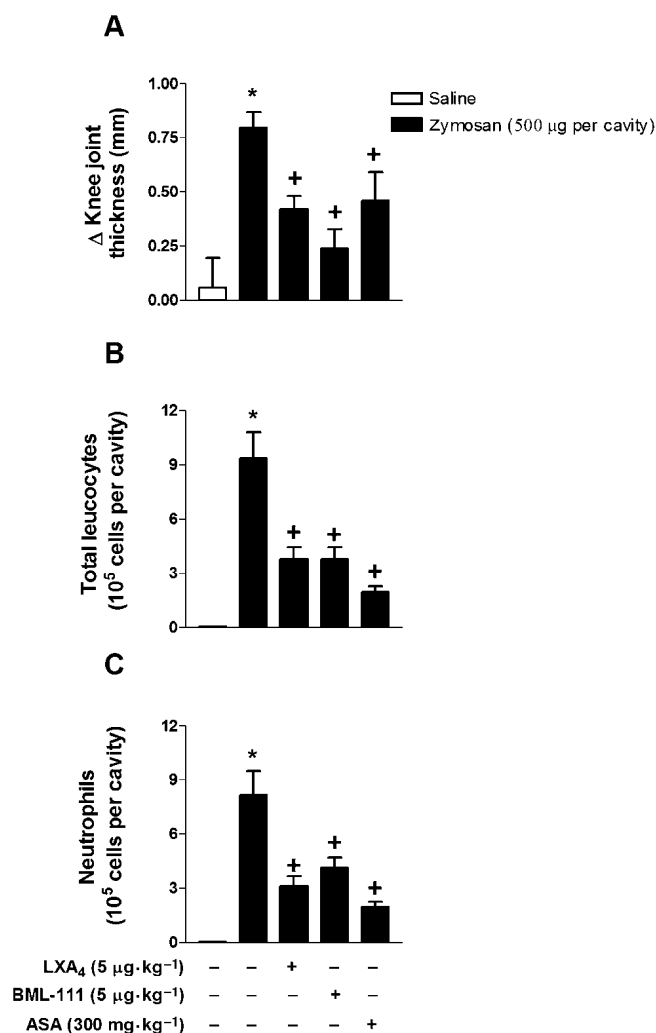 A
Δ Knee joint
thickness (mm)
1.00
0.75
0.50
0.25
0.00
*
+
+
+
Saline
Zymosan (500 µg per cavity)
B
Total leucocytes
(10⁵ cells per cavity)
12
9
6
3
0
*
+
+
+
C
Neutrophils
(10⁵ cells per cavity)
12
9
6
3
0
*
+
+
+
LXA₄ (5 µg·kg⁻¹) – – + – –
BML-111 (5 µg·kg⁻¹) – – – + –
ASA (300 mg·kg⁻¹) – – – – +